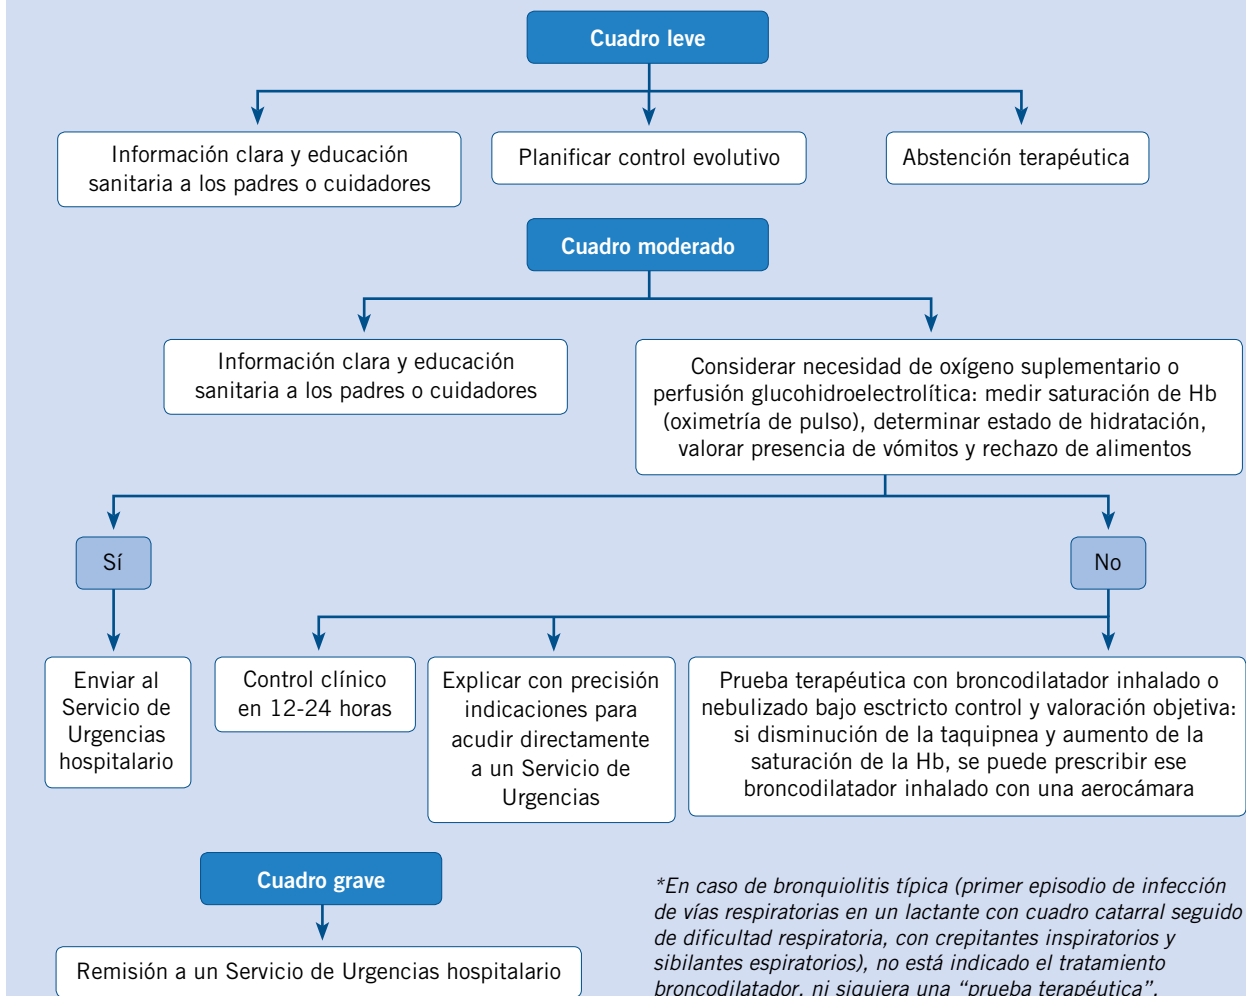 Cuadro leve
Información clara y educación
sanitaria a los padres o cuidadores
Planificar control evolutivo
Abstención terapéutica
Cuadro moderado
Información clara y educación
sanitaria a los padres o cuidadores
Considerar necesidad de oxígeno suplementario o
perfusión glucohidroelectrolítica: medir saturación de Hb
(oximetría de pulso), determinar estado de hidratación,
valorar presencia de vómitos y rechazo de alimentos
Sí
No
Enviar al
Servicio de
Urgencias
hospitalario
Control clínico
en 12-24 horas
Explicar con precisión
indicaciones para
acudir directamente
a un Servicio de
Urgencias
Prueba terapéutica con broncodilatador inhalado o
nebulizado bajo esctricto control y valoración objetiva:
si disminución de la taquipnea y aumento de la
saturación de la Hb, se puede prescribir ese
broncodilatador inhalado con una aerocámara
Cuadro grave
Remisión a un Servicio de Urgencias hospitalario
*En caso de bronquiolitis típica (primer episodio de infección
de vías respiratorias en un lactante con cuadro catarral seguido
de dificultad respiratoria, con crepitantes inspiratorios y
sibilantes espiratorios), no está indicado el tratamiento
broncodilatador, ni siquiera una “prueba terapéutica”.